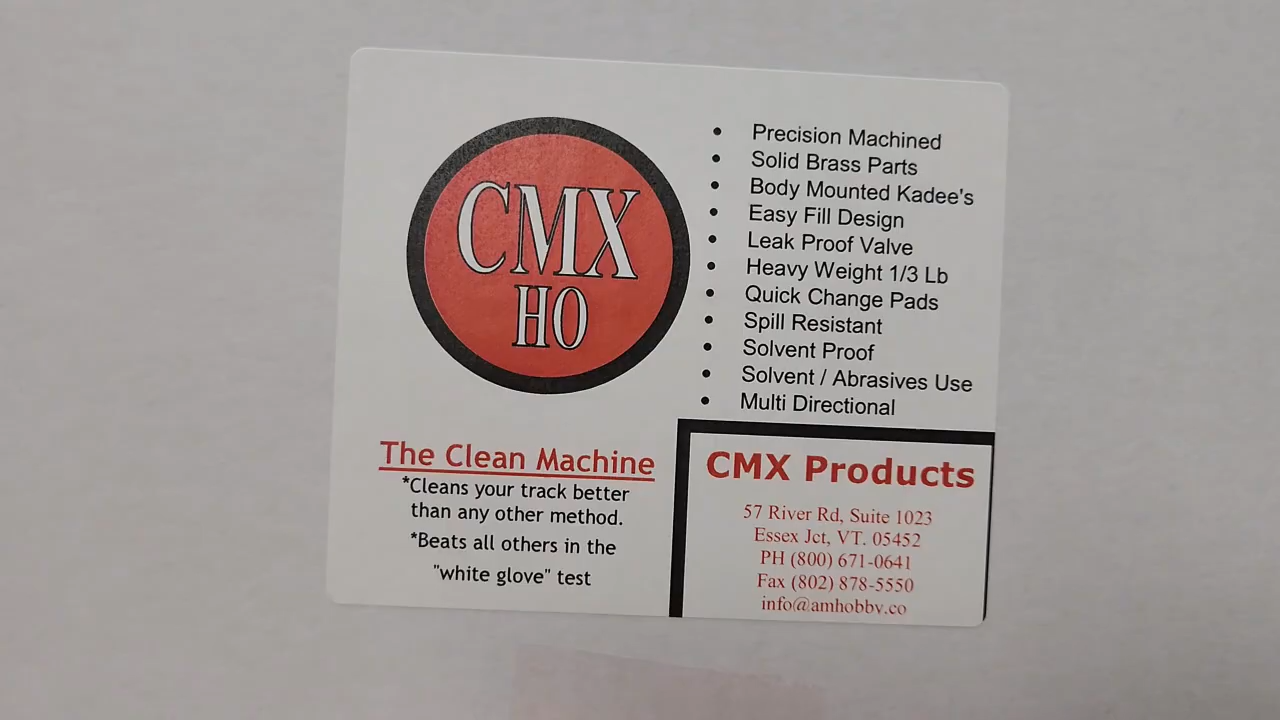 CMX
HO
Precision Machined
Solid Brass Parts
Body Mounted Kadee's
Easy Fill Design
Leak Proof Valve
Heavy Weight 1/3 Lb
Quick Change Pads
Spill Resistant
Solvent Proof
Solvent / Abrasives Use
Multi Directional
The Clean Machine
*Cleans your track better
than any other method.
*Beats all others in the
"white glove" test
CMX Products
57 River Rd, Suite 1023
Essex Jct, VT. 05452
PH (800) 671-0641
Fax (802) 878-5550
info@amhobby.co